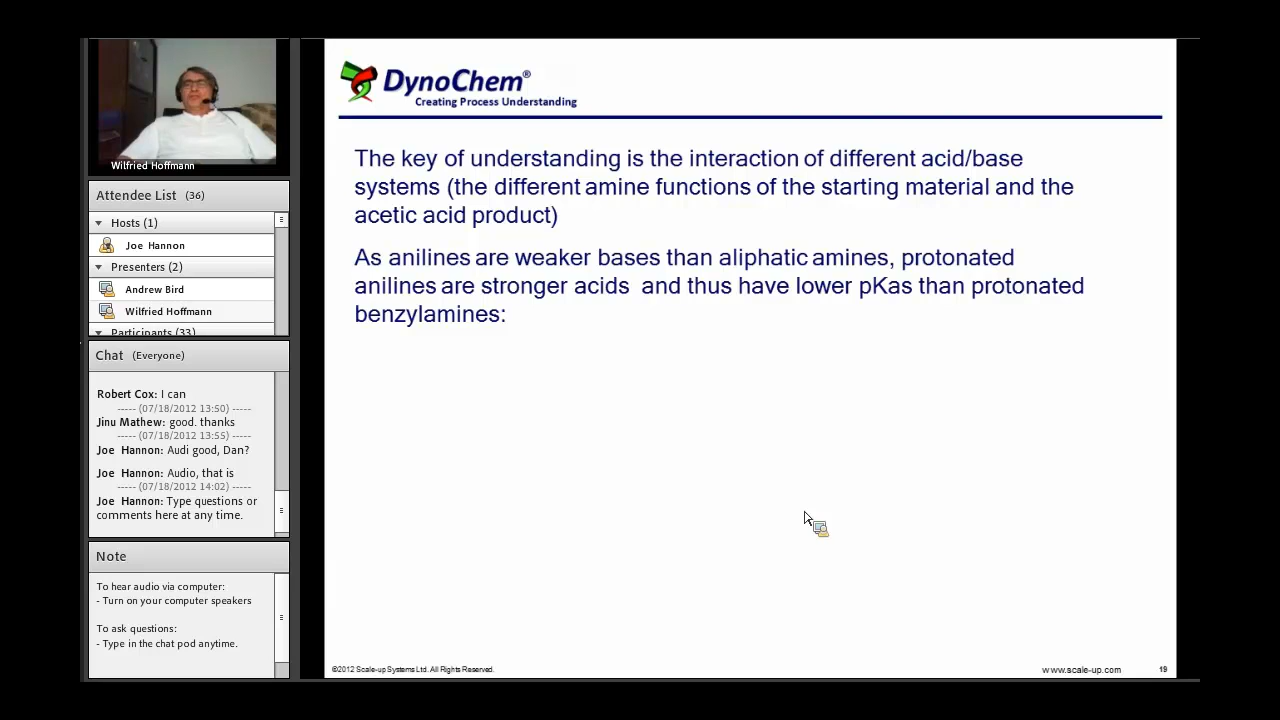 Wilfried Hoffmann
Attendee List (36)
Hosts (1)
Joe Hannon
Presenters (2)
Andrew Bird
Wilfried Hoffmann
Participants (33)
Chat (Everyone)
Robert Cox: I can
----- (07/18/2012 13:50) -----
Jinu Mathew: good. thanks
----- (07/18/2012 13:55) -----
Joe Hannon: Audi good, Dan?
Joe Hannon: Audio, that is
----- (07/18/2012 14:02) -----
Joe Hannon: Type questions or
comments here at any time.
Note
To hear audio via computer:
- Turn on your computer speakers
To ask questions:
- Type in the chat pod anytime.
DynoChem®
Creating Process Understanding
The key of understanding is the interaction of different acid/base
systems (the different amine functions of the starting material and the
acetic acid product)
As anilines are weaker bases than aliphatic amines, protonated
anilines are stronger acids and thus have lower pKas than protonated
benzylamines:
©2012 Scale-up Systems Ltd. All Rights Reserved.
www.scale-up.com
19